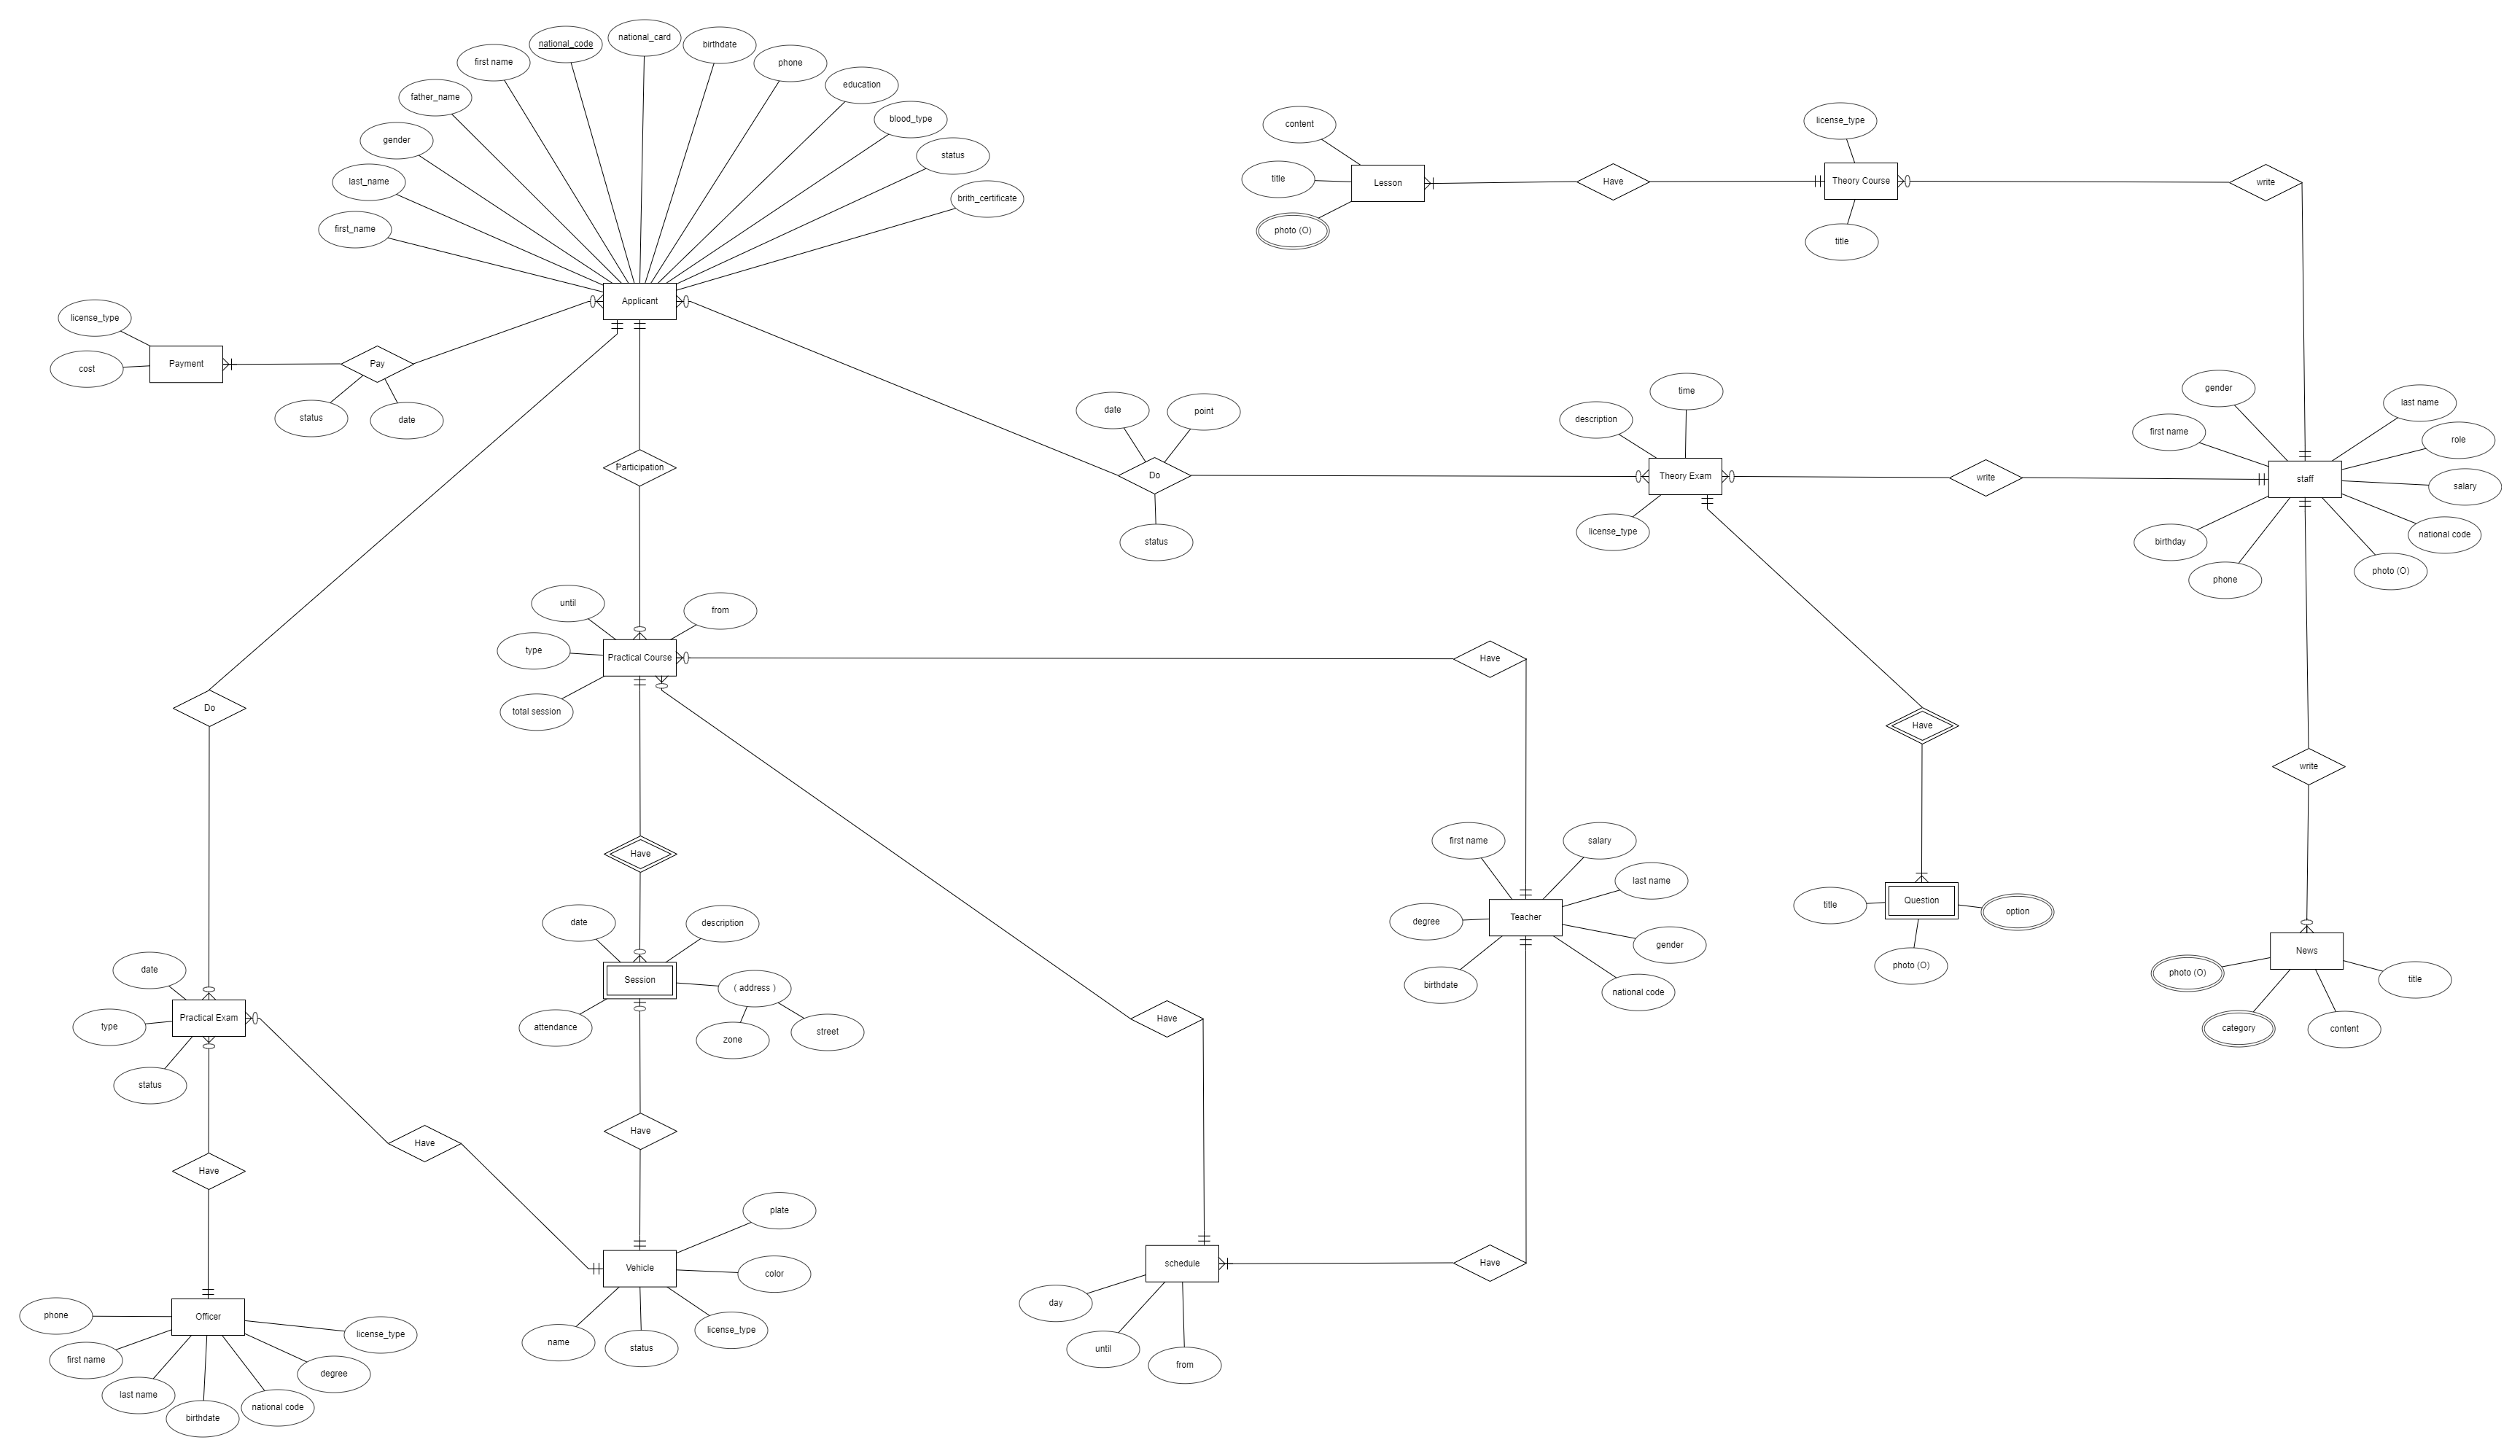 national_card
national_code
birthdate
first name
phone
education
father_name
blood_type
gender
status
last_name
brith_certificate
first_name
Applicant
license_type
Payment
cost
Pay
status
date
content
title
Lesson
photo (O)
Have
license_type
Theory Course
title
write
date
point
Do
status
time
description
Theory Exam
license_type
write
gender
last name
first name
role
staff
salary
national code
birthday
phone
photo (O)
Participation
until
from
type
Practical Course
total session
Have
Do
Have
Have
date
description
Session
( address )
attendance
zone
street
first name
salary
last name
degree
Teacher
gender
birthdate
national code
title
Question
option
photo (O)
write
News
photo (O)
title
category
content
date
type
Practical Exam
status
Have
Have
Have
Have
Have
plate
Vehicle
color
name
status
license_type
schedule
day
until
from
phone
Officer
license_type
first name
degree
last name
national code
birthdate